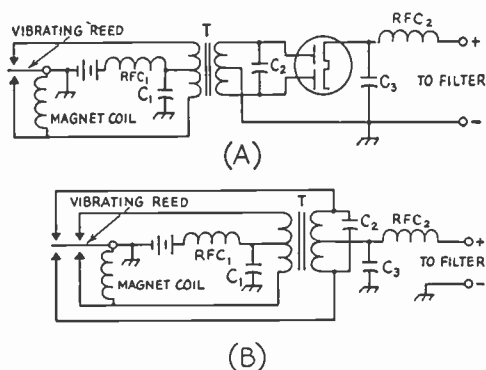 VIBRATING REED
T
RFC2
+
RFC1
C2
C1
C3
TO FILTER
MAGNET COIL
-
(A)
VIBRATING REED
T
C2
RFC2
+
RFC1
C1
C3
TO FILTER
MAGNET COIL
-
(B)